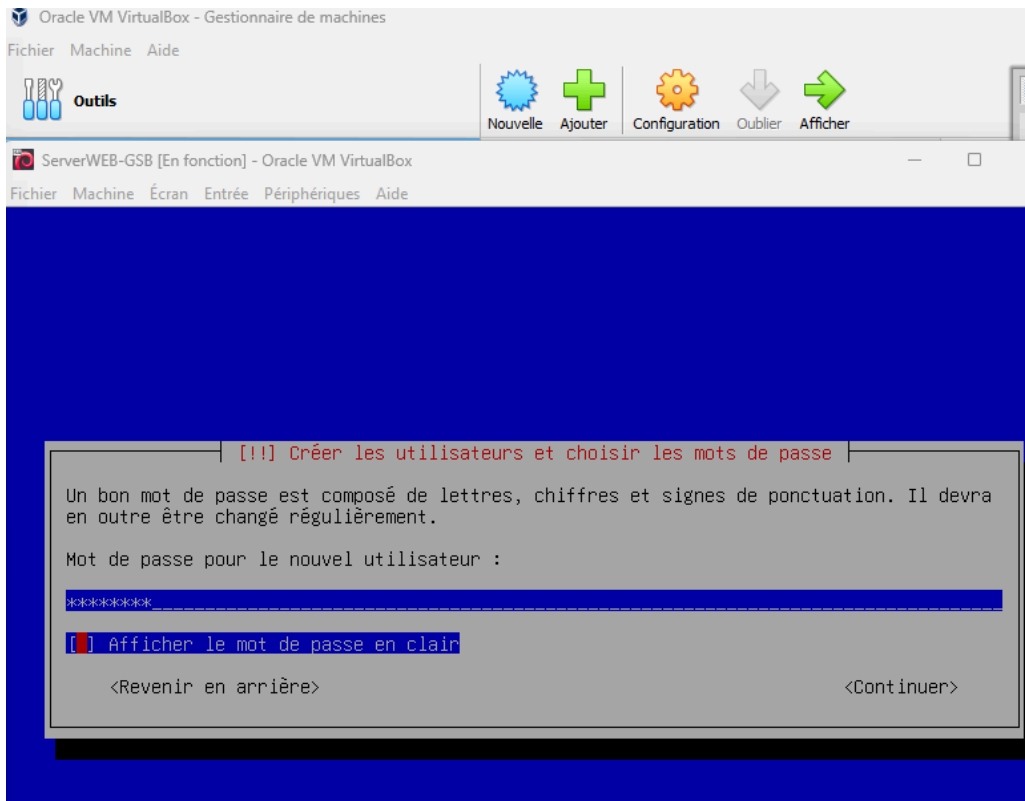 Oracle VM VirtualBox - Gestionnaire de machines
Fichier Machine Aide
Outils
Nouvelle Ajouter Configuration Oublier Afficher
ServerWEB-GSB [En fonction] - Oracle VM VirtualBox
Fichier Machine Écran Entrée Périphériques Aide
[!!] Créer les utilisateurs et choisir les mots de passe
Un bon mot de passe est composé de lettres, chiffres et signes de ponctuation. Il devra
en outre être changé régulièrement.
Mot de passe pour le nouvel utilisateur :
********
[ ] Afficher le mot de passe en clair
<Revenir en arrière> <Continuer>